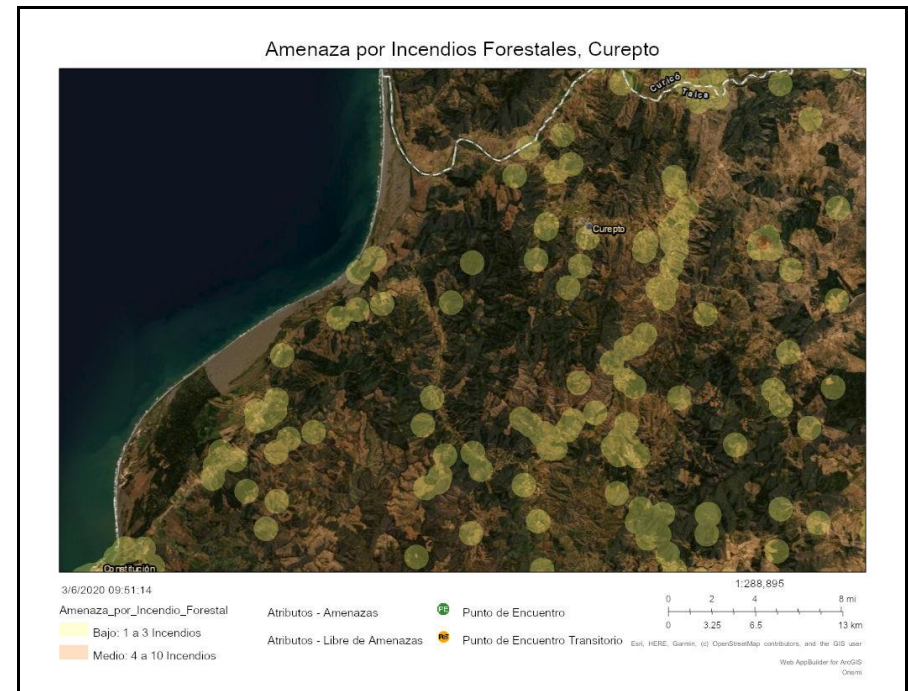 Amenaza por Incendios Forestales, Curepto
Curicó
Talca
Curepto
Constitución
3/6/2020 09:51:14
Amenaza_por_Incendio_Forestal
Bajo: 1 a 3 Incendios
Medio: 4 a 10 Incendios
Atributos - Amenazas
Atributos - Libre de Amenazas
PE Punto de Encuentro
PET Punto de Encuentro Transitorio
1:288,895
0 2 4 8 mi
0 3.25 6.5 13 km
Esri, HERE, Garmin, (c) OpenStreetMap contributors, and the GIS user
Web AppBuilder for ArcGIS
Onemi